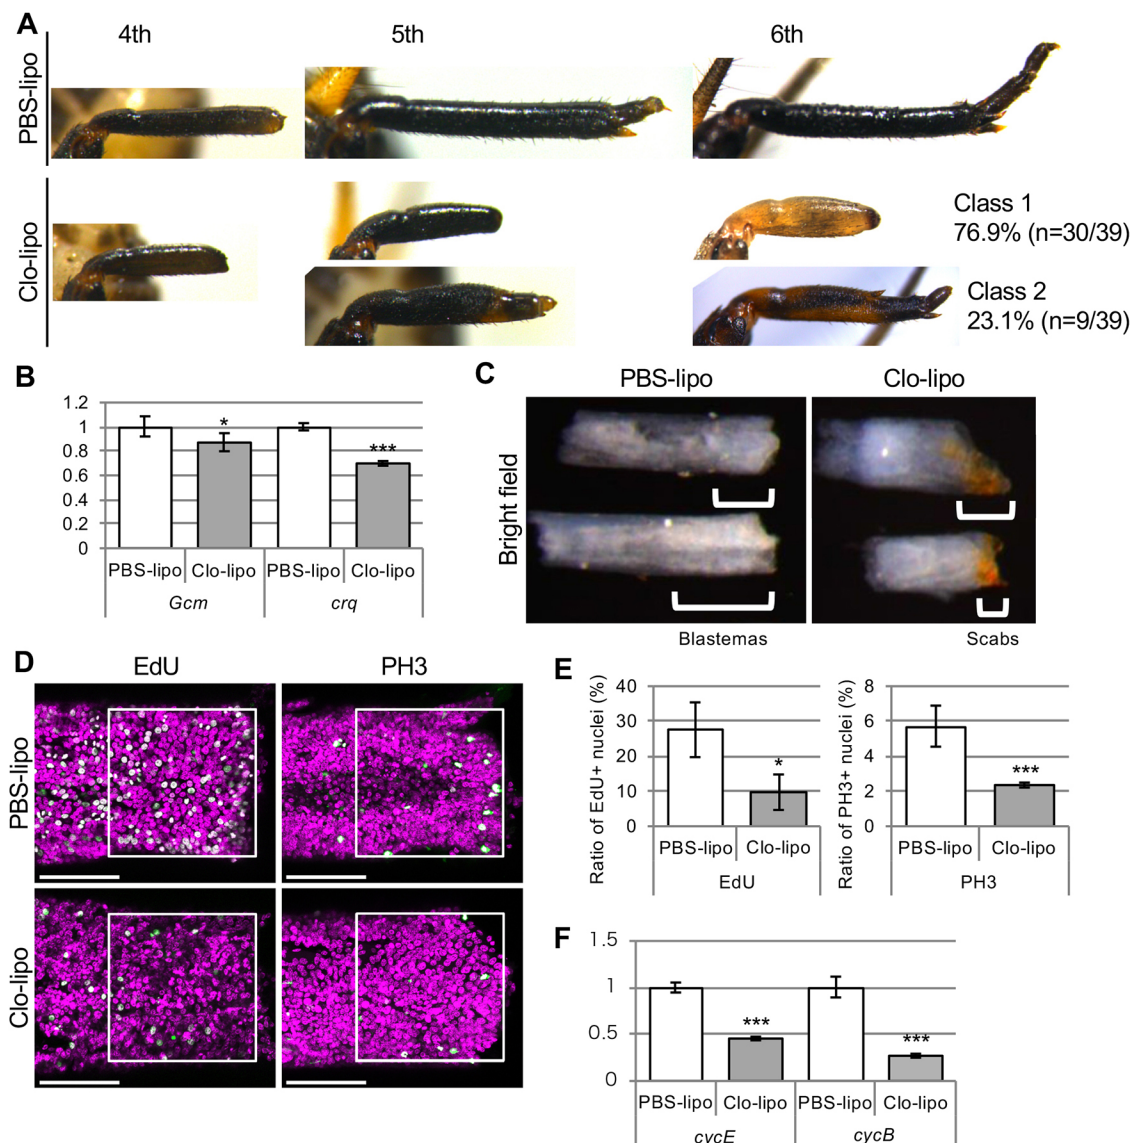 A
4th
5th
6th
PBS-lipo
Clo-lipo
Class 1
76.9% (n=30/39)
Class 2
23.1% (n=9/39)
B
1.2
1
0.8
0.6
0.4
0.2
0
*
***
PBS-lipo Clo-lipo PBS-lipo Clo-lipo
Gcm crq
C
PBS-lipo Clo-lipo
Bright field
Blastemas Scabs
D
EdU PH3
PBS-lipo
Clo-lipo
E
Ratio of EdU+ nuclei (%)
40
30
20
10
0
*
PBS-lipo Clo-lipo
EdU
Ratio of PH3+ nuclei (%)
8
6
4
2
0
***
PBS-lipo Clo-lipo
PH3
F
1.5
1
0.5
0
***
***
PBS-lipo Clo-lipo PBS-lipo Clo-lipo
cycE cycB